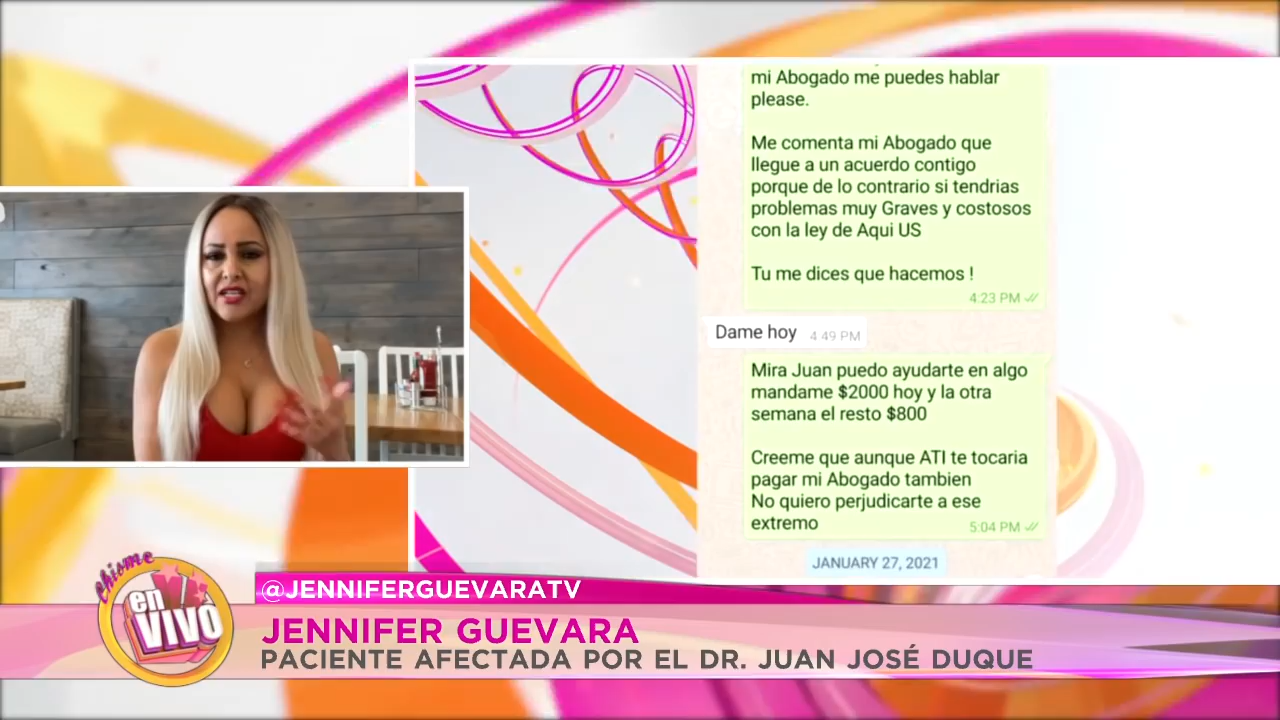 mi Abogado me puedes hablar
please.
Me comenta mi Abogado que
llegue a un acuerdo contigo
porque de lo contrario si tendrias
problemas muy Graves y costosos
con la ley de Aqui US
Tu me dices que hacemos !
4:23 PM
Dame hoy 4:49 PM
Mira Juan puedo ayudarte en algo
mandame $2000 hoy y la otra
semana el resto $800
Creeme que aunque ATI te tocaria
pagar mi Abogado tambien
No quiero perjudicarte a ese
extremo
5:04 PM
JANUARY 27, 2021
chisme
en
VIVO
@JENNIFERGUEVARATV
JENNIFER GUEVARA
PACIENTE AFECTADA POR EL DR. JUAN JOSÉ DUQUE